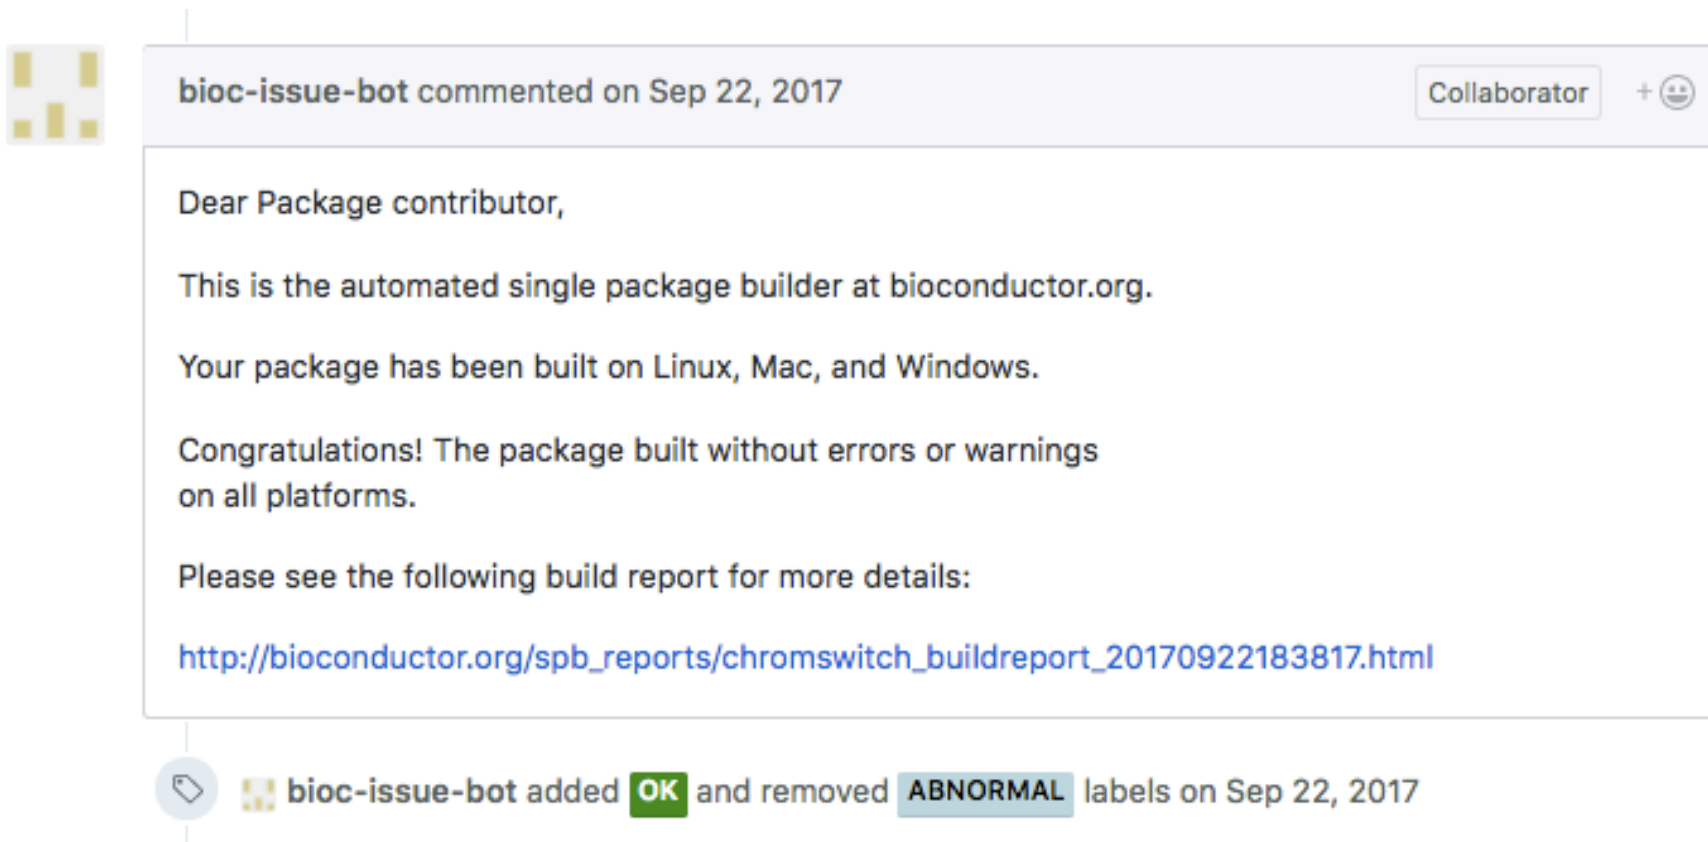 bioc-issue-bot commented on Sep 22, 2017 Collaborator +
Dear Package contributor,
This is the automated single package builder at bioconductor.org.
Your package has been built on Linux, Mac, and Windows.
Congratulations! The package built without errors or warnings
on all platforms.
Please see the following build report for more details:
http://bioconductor.org/spb_reports/chromswitch_buildreport_20170922183817.html
bioc-issue-bot added OK and removed ABNORMAL labels on Sep 22, 2017